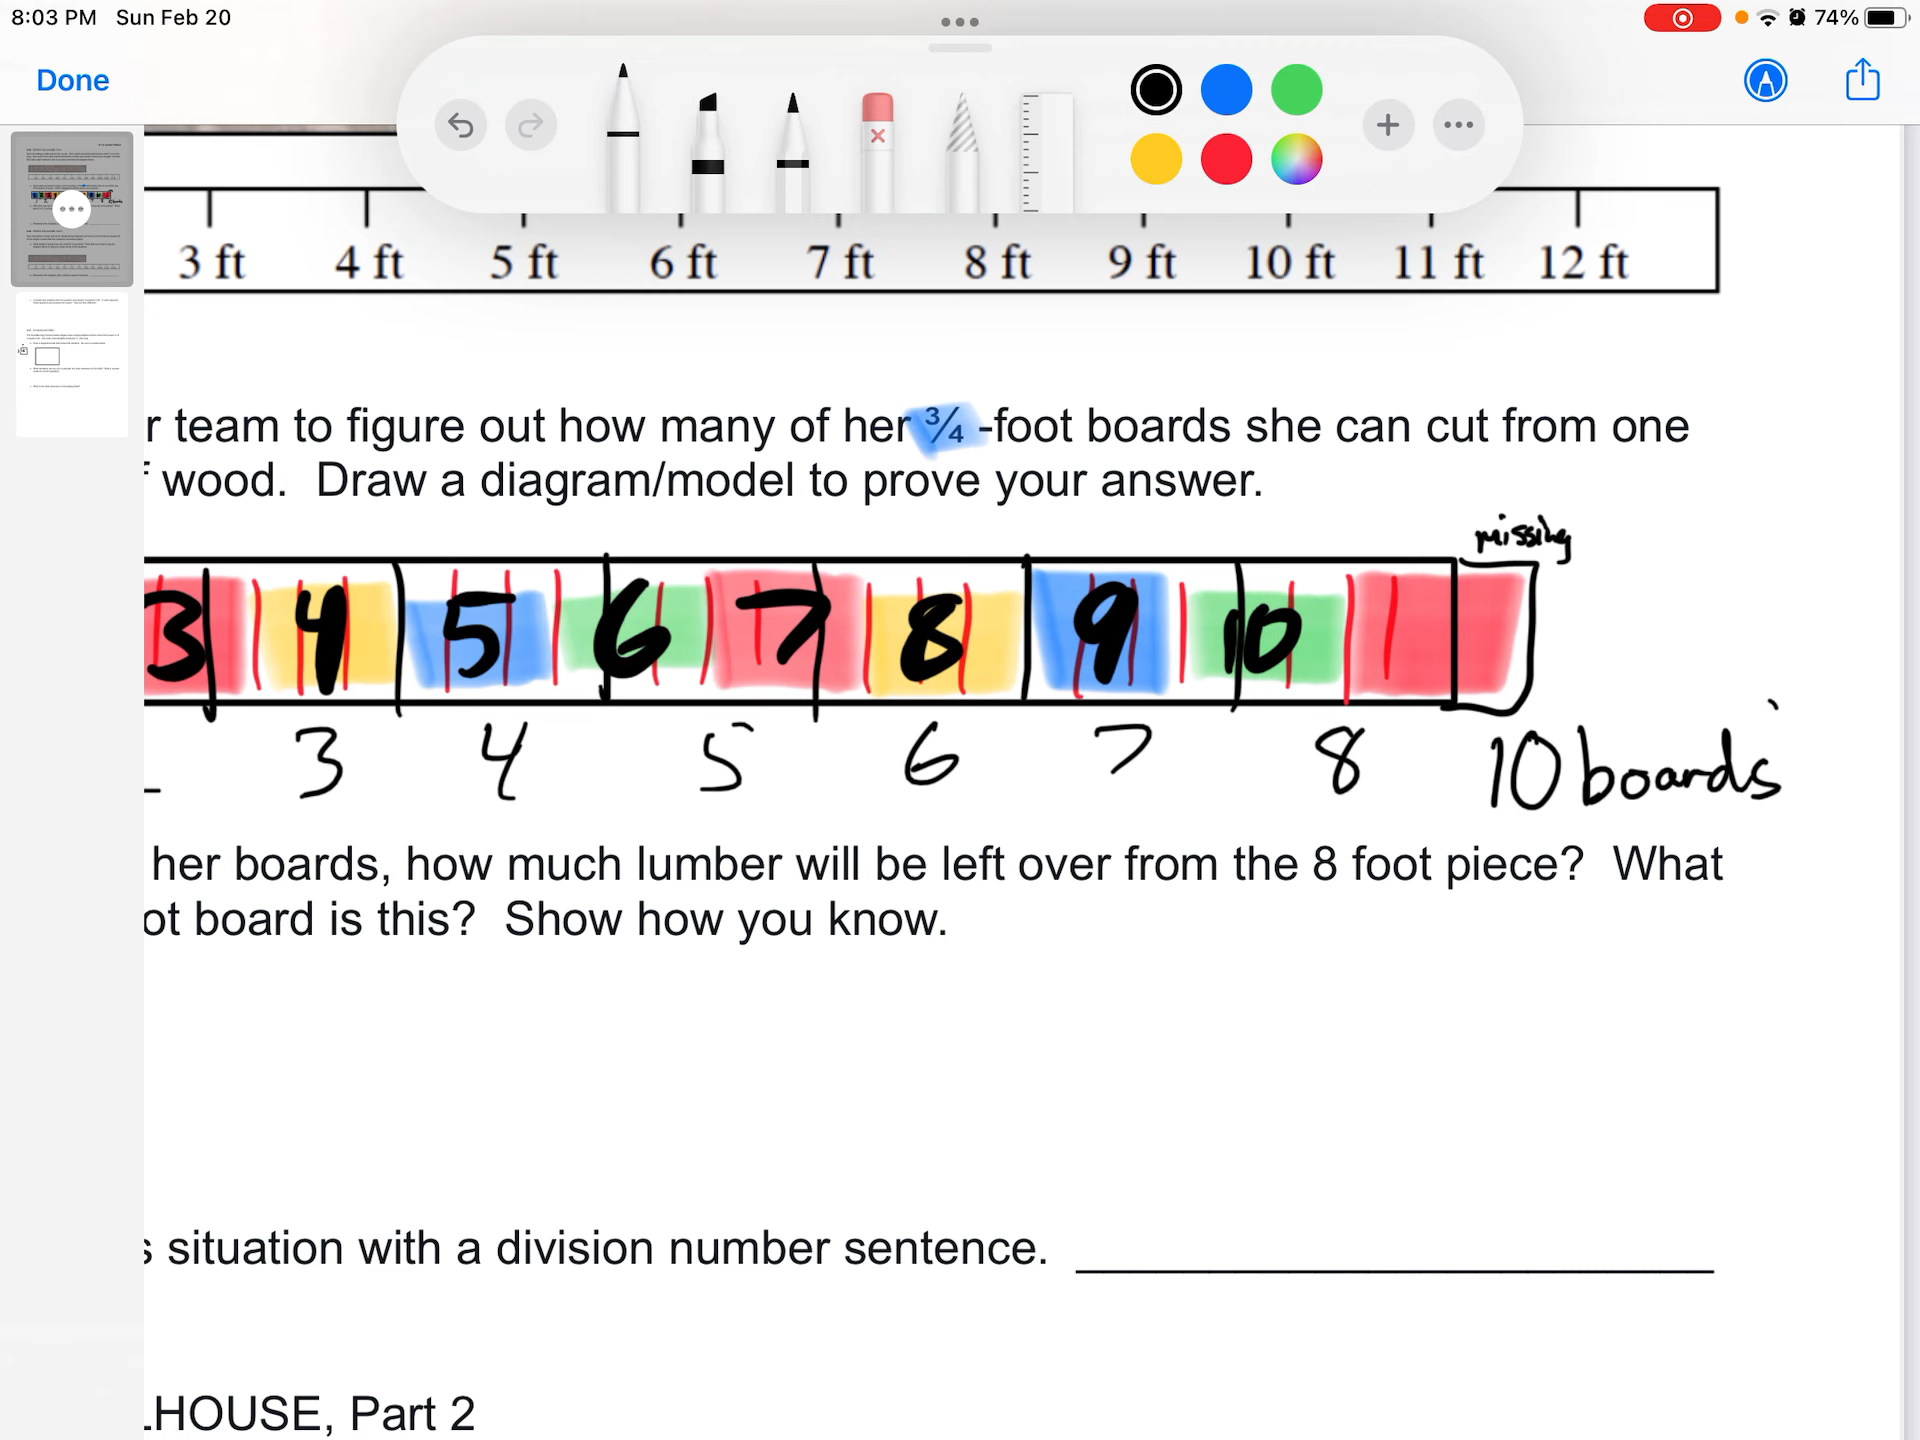 8:03 PM Sun Feb 20
74%
Done
3 ft 4 ft 5 ft 6 ft 7 ft 8 ft 9 ft 10 ft 11 ft 12 ft
r team to figure out how many of her ¾ -foot boards she can cut from one
f wood. Draw a diagram/model to prove your answer.
missing
3 4 5 6 7 8 9 10
3 4 5 6 7 8 10 boards
her boards, how much lumber will be left over from the 8 foot piece? What
ot board is this? Show how you know.
s situation with a division number sentence.
LHOUSE, Part 2